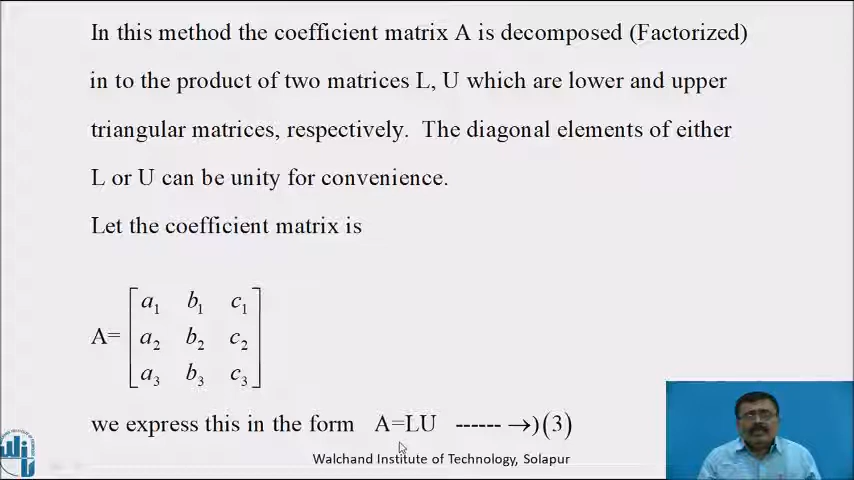 In this method the coefficient matrix A is decomposed (Factorized)
in to the product of two matrices L, U which are lower and upper
triangular matrices, respectively. The diagonal elements of either
L or U can be unity for convenience.
Let the coefficient matrix is
a₁ b₁ c₁
A= a₂ b₂ c₂
a₃ b₃ c₃
we express this in the form A=LU ------ →)(3)
Walchand Institute of Technology, Solapur